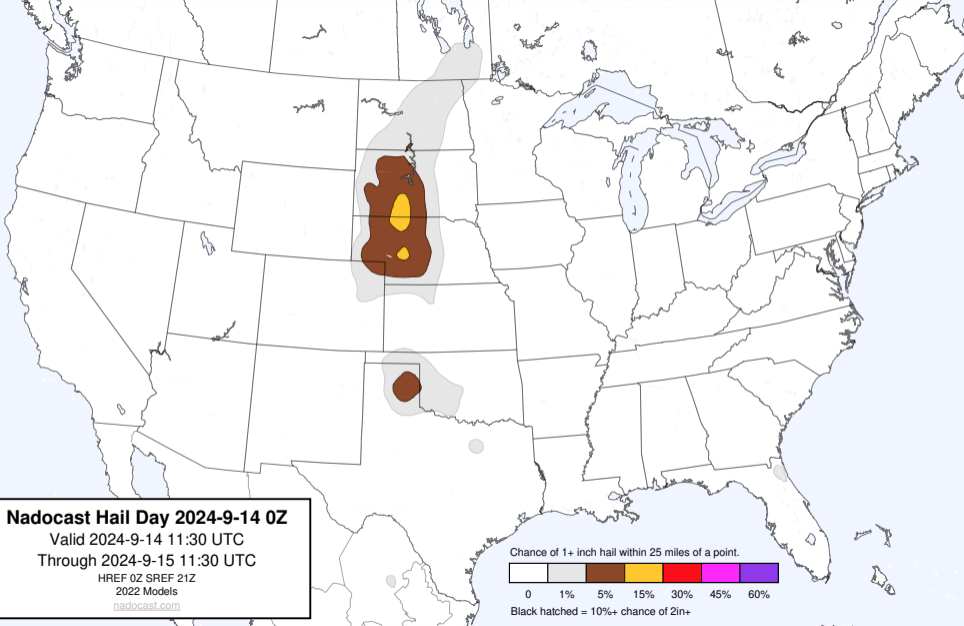 Nadocast Hail Day 2024-9-14 0Z
Valid 2024-9-14 11:30 UTC
Through 2024-9-15 11:30 UTC
HREF 0Z SREF 21Z
2022 Models
nadocast.com
Chance of 1+ inch hail within 25 miles of a point.
0 1% 5% 15% 30% 45% 60%
Black hatched = 10%+ chance of 2in+